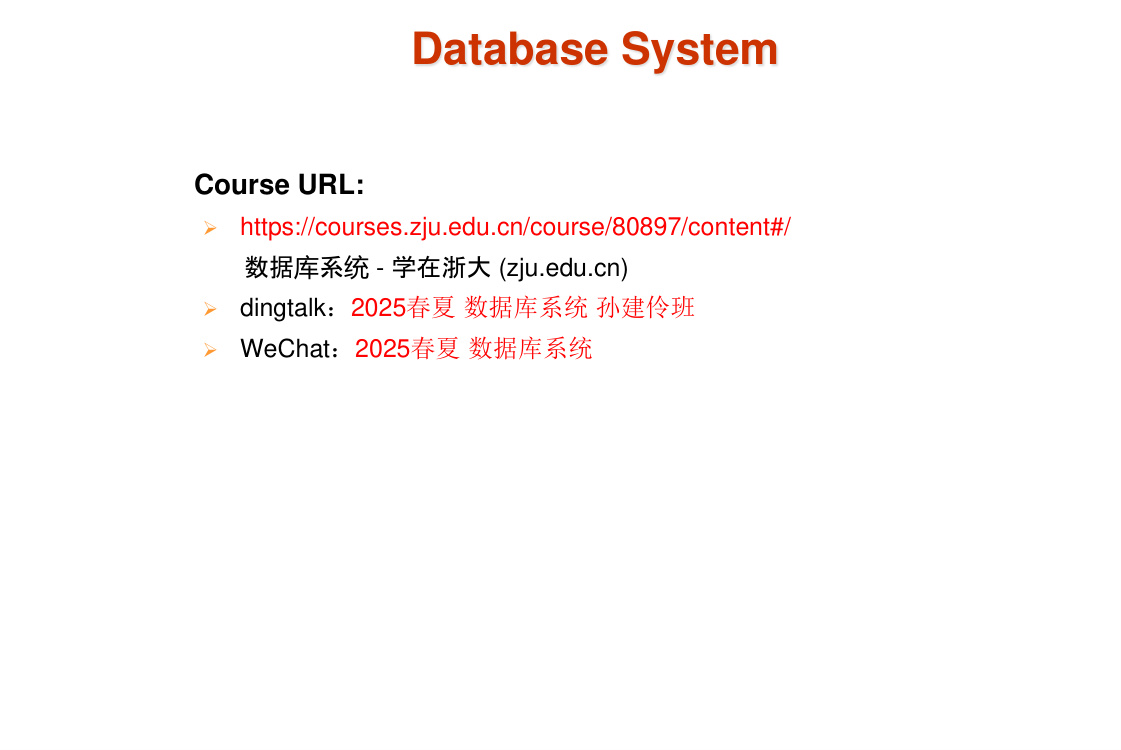 Database System
Course URL:
https://courses.zju.edu.cn/course/80897/content#/
数据库系统 - 学在浙大 (zju.edu.cn)
dingtalk：2025春夏 数据库系统 孙建伶班
WeChat：2025春夏 数据库系统